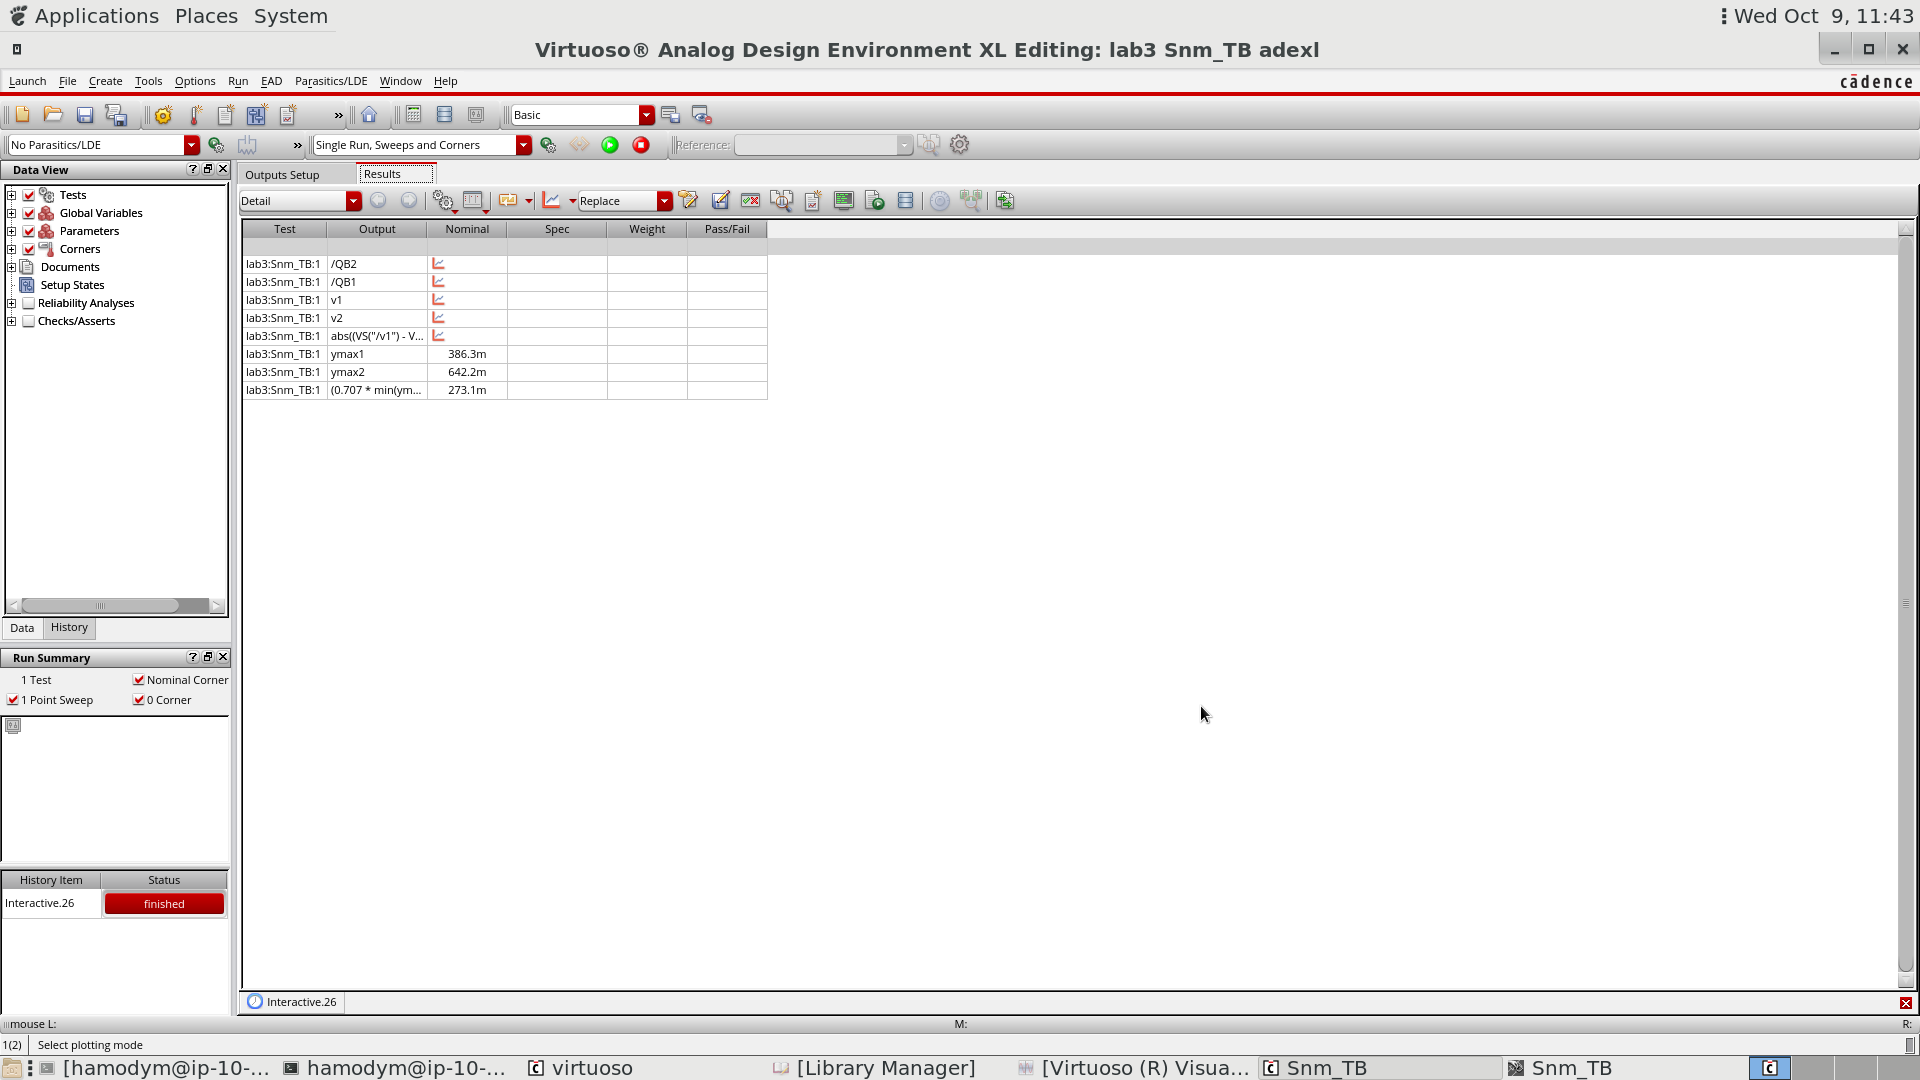 Applications Places System
Wed Oct 9, 11:43
Virtuoso® Analog Design Environment XL Editing: lab3 Snm_TB adexl
Launch File Create Tools Options Run EAD Parasitics/LDE Window Help
cādence
» Basic
No Parasitics/LDE » Single Run, Sweeps and Corners Reference:
Data View
Tests
Global Variables
Parameters
Corners
Documents
Setup States
Reliability Analyses
Checks/Asserts
Data History
Run Summary
1 Test Nominal Corner
1 Point Sweep 0 Corner
History Item Status
Interactive.26 finished
Outputs Setup Results
Detail Replace
Test Output Nominal Spec Weight Pass/Fail
lab3:Snm_TB:1 /QB2
lab3:Snm_TB:1 /QB1
lab3:Snm_TB:1 v1
lab3:Snm_TB:1 v2
lab3:Snm_TB:1 abs((VS("/v1") - V...
lab3:Snm_TB:1 ymax1 386.3m
lab3:Snm_TB:1 ymax2 642.2m
lab3:Snm_TB:1 (0.707 * min(ym... 273.1m
Interactive.26
mouse L: M: R:
1(2) Select plotting mode
[hamodym@ip-10-... hamodym@ip-10-... virtuoso [Library Manager] [Virtuoso (R) Visua... Snm_TB Snm_TB